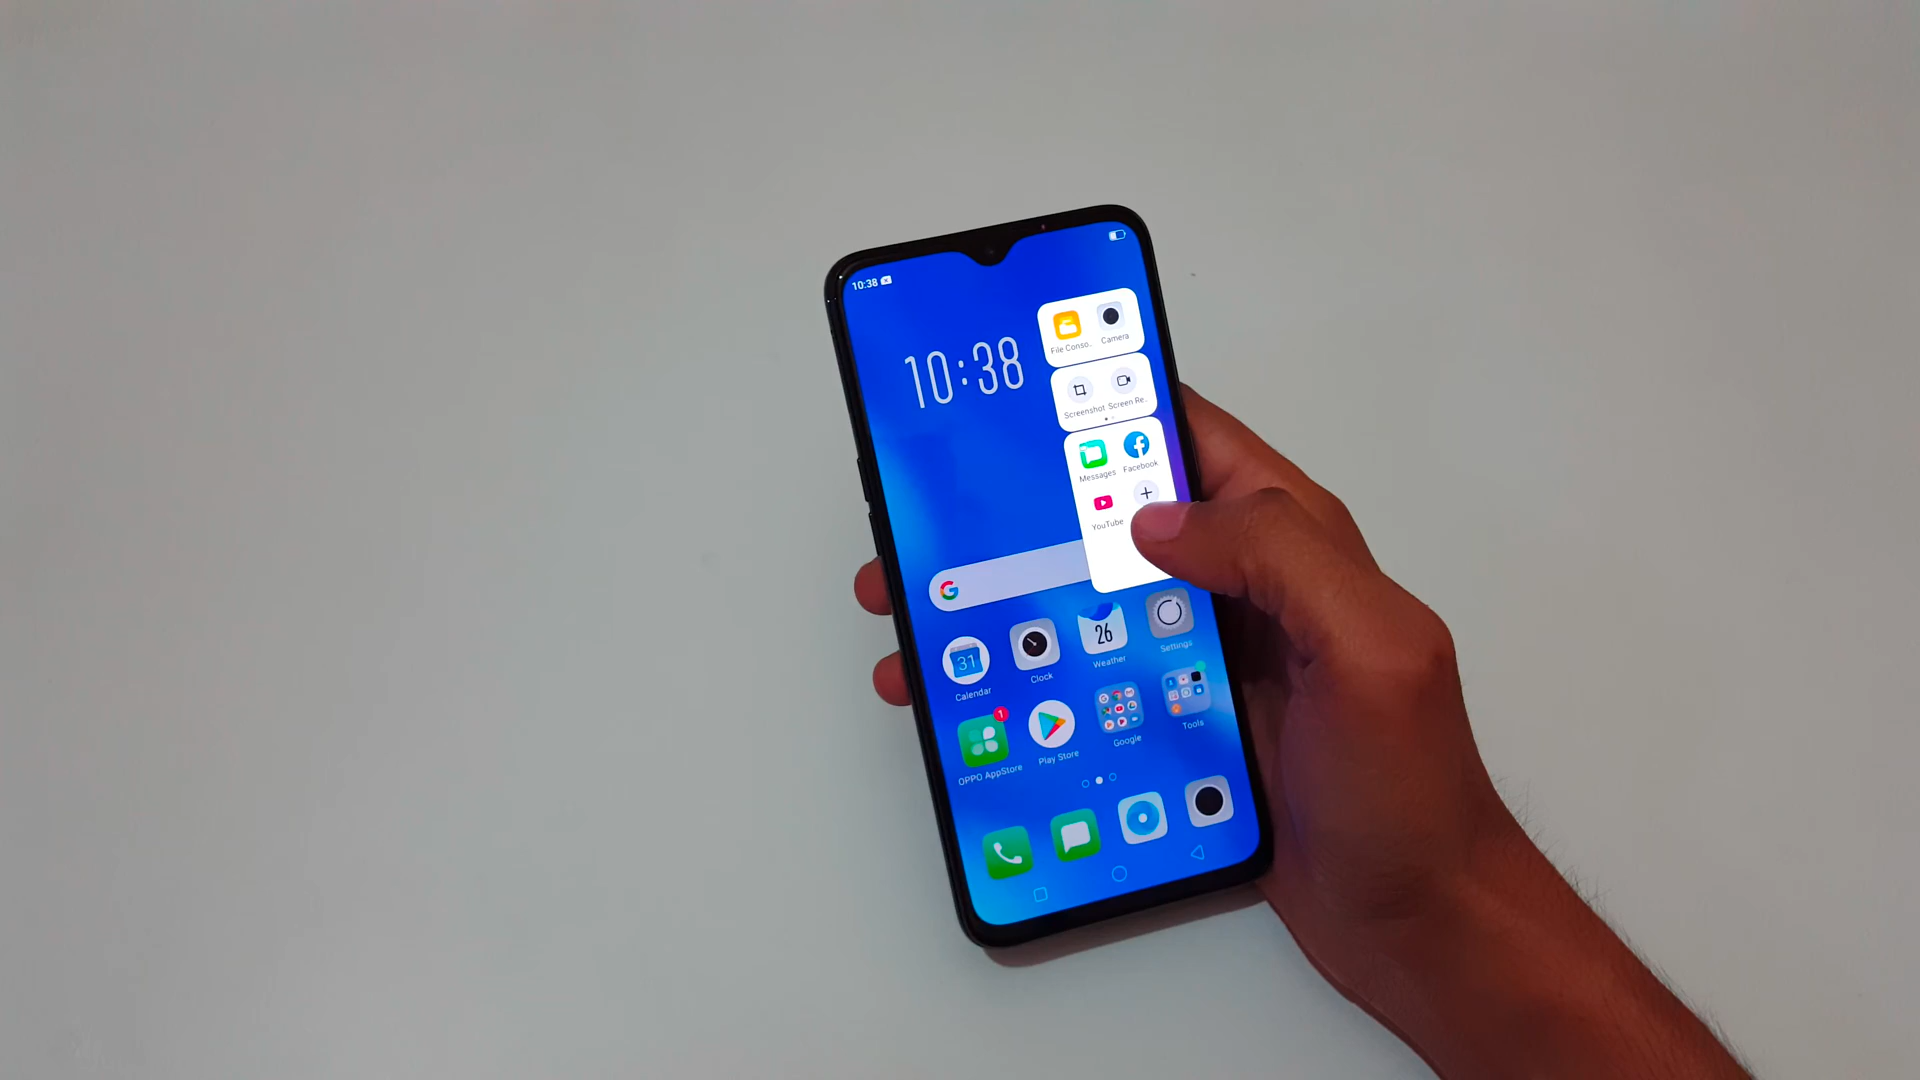 10:38
10:38
File Conso..
Camera
Screenshot
Screen Re..
Messages
Facebook
YouTube
G
31
Calendar
Clock
26
Weather
Settings
1
OPPO AppStore
Play Store
Google
Tools